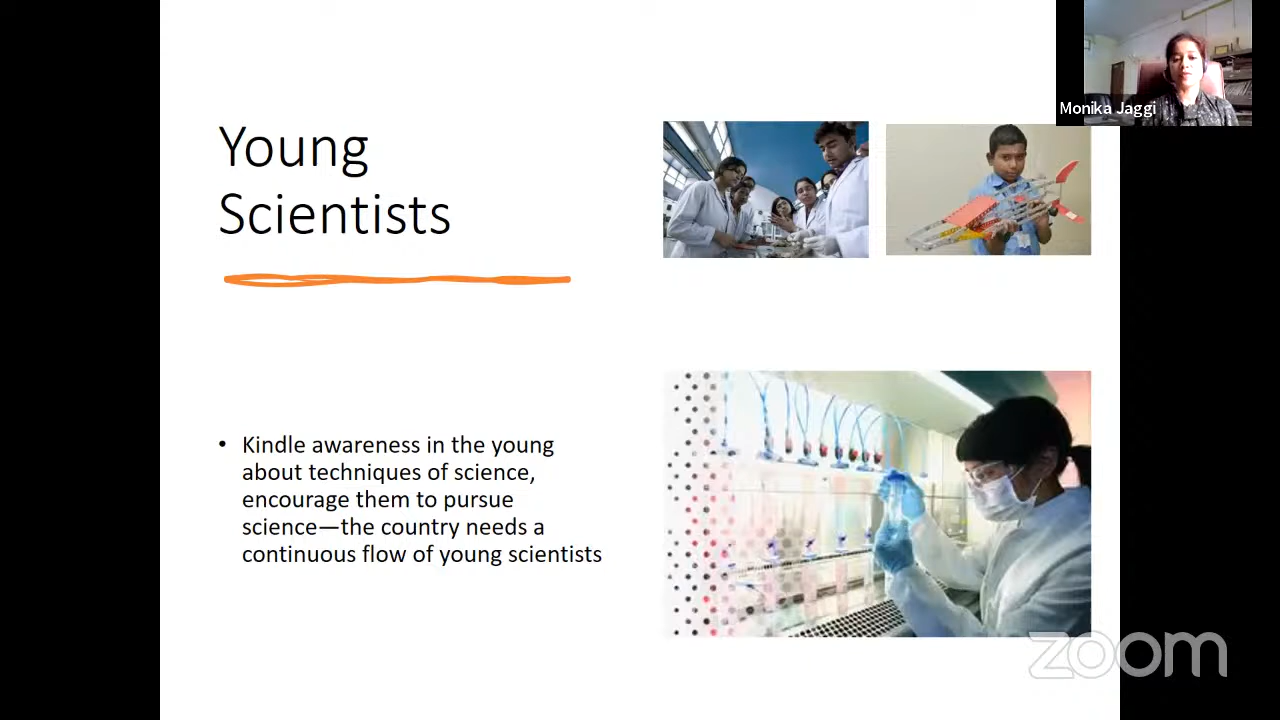 Monika Jaggi
Young
Scientists
• Kindle awareness in the young
about techniques of science,
encourage them to pursue
science—the country needs a
continuous flow of young scientists
zoom